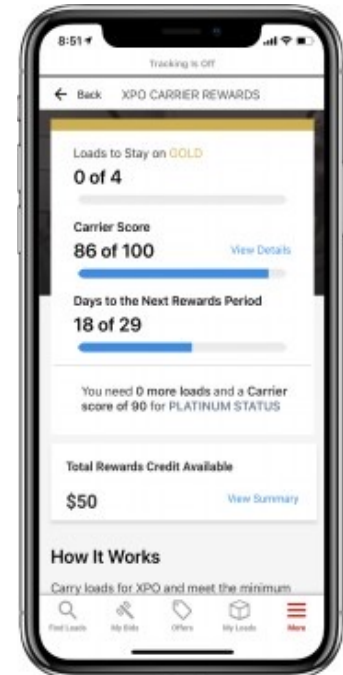 8:51
Tracking Is Off
Back XPO CARRIER REWARDS
Loads to Stay on GOLD
0 of 4
Carrier Score
86 of 100 View Details
Days to the Next Rewards Period
18 of 29
You need 0 more loads and a Carrier
score of 90 for PLATINUM STATUS
Total Rewards Credit Available
$50 View Summary
How It Works
Carry loads for XPO and meet the minimum
Find Loads My Bids Offers My Loads More